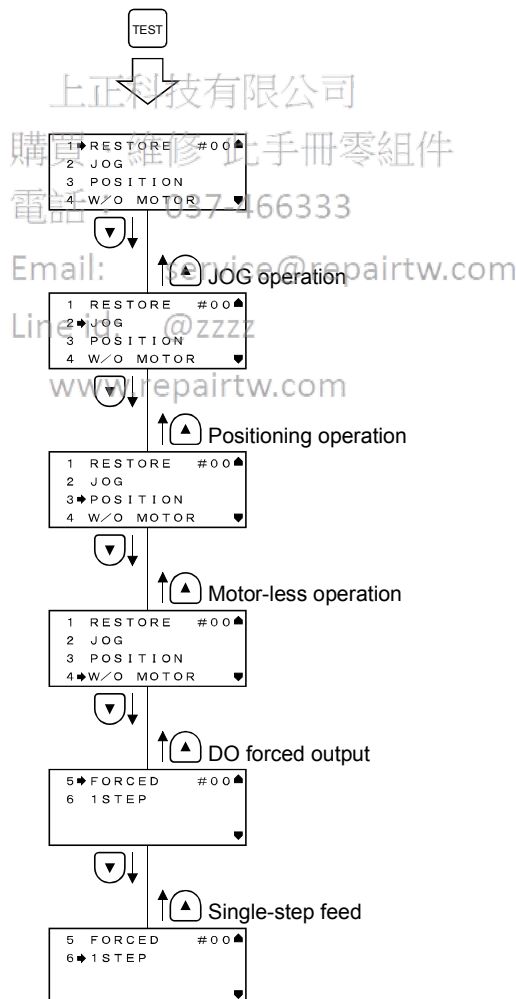 TEST
上正科技有限公司
1➡RESTORE #00
2 JOG
3 POSITION
4 W/O MOTOR
購買、維修 此手冊零組件
電話: 037-466333
Email: service@repairtw.com
JOG operation
1 RESTORE #00
2➡JOG
3 POSITION
4 W/O MOTOR
Line id: @zzzz
www.repairtw.com
Positioning operation
1 RESTORE #00
2 JOG
3➡POSITION
4 W/O MOTOR
Motor-less operation
1 RESTORE #00
2 JOG
3 POSITION
4➡W/O MOTOR
DO forced output
5➡FORCED #00
6 1STEP
Single-step feed
5 FORCED #00
6➡1STEP